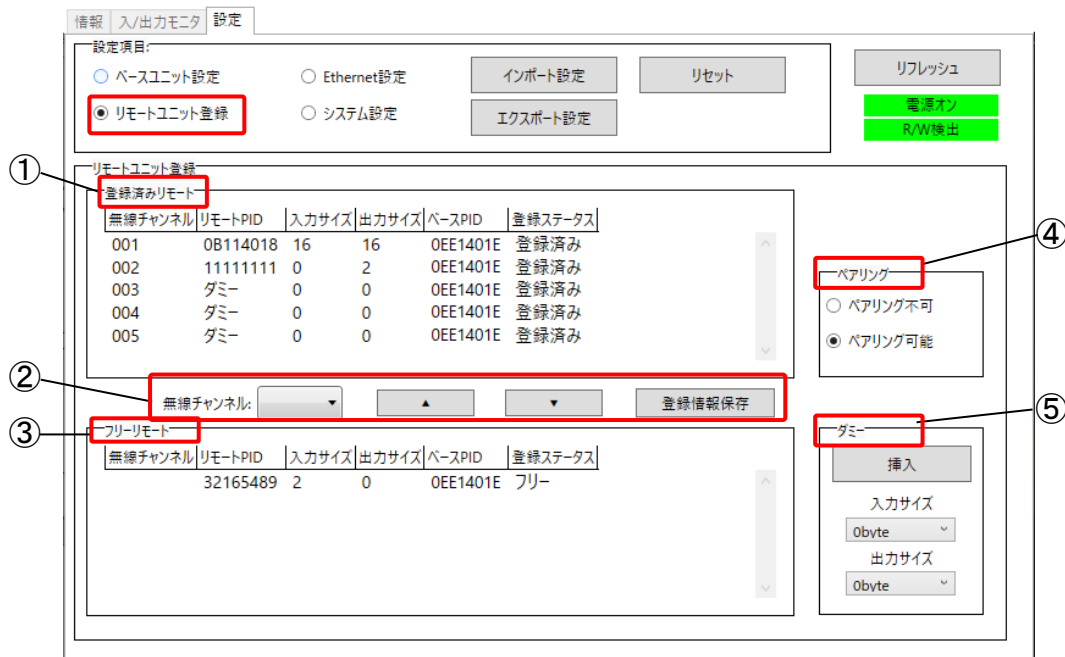 情報 入/出力モニタ 設定
設定項目:
ベースユニット設定 Ethernet設定 インポート設定 リセット リフレッシュ
リモートユニット登録 システム設定 エクスポート設定 電源オン
R/W検出
リモートユニット登録
① 登録済みリモート
無線チャンネル リモートPID 入力サイズ 出力サイズ ベースPID 登録ステータス
001 0B114018 16 16 0EE1401E 登録済み
002 11111111 0 2 0EE1401E 登録済み
003 ダミー 0 0 0EE1401E 登録済み
004 ダミー 0 0 0EE1401E 登録済み
005 ダミー 0 0 0EE1401E 登録済み
④ ペアリング
ペアリング不可
ペアリング可能
② 無線チャンネル: ▼ ▲ ▼ 登録情報保存
③ フリーリモート
無線チャンネル リモートPID 入力サイズ 出力サイズ ベースPID 登録ステータス
32165489 2 0 0EE1401E フリー
⑤ ダミー
挿入
入力サイズ
0byte
出力サイズ
0byte